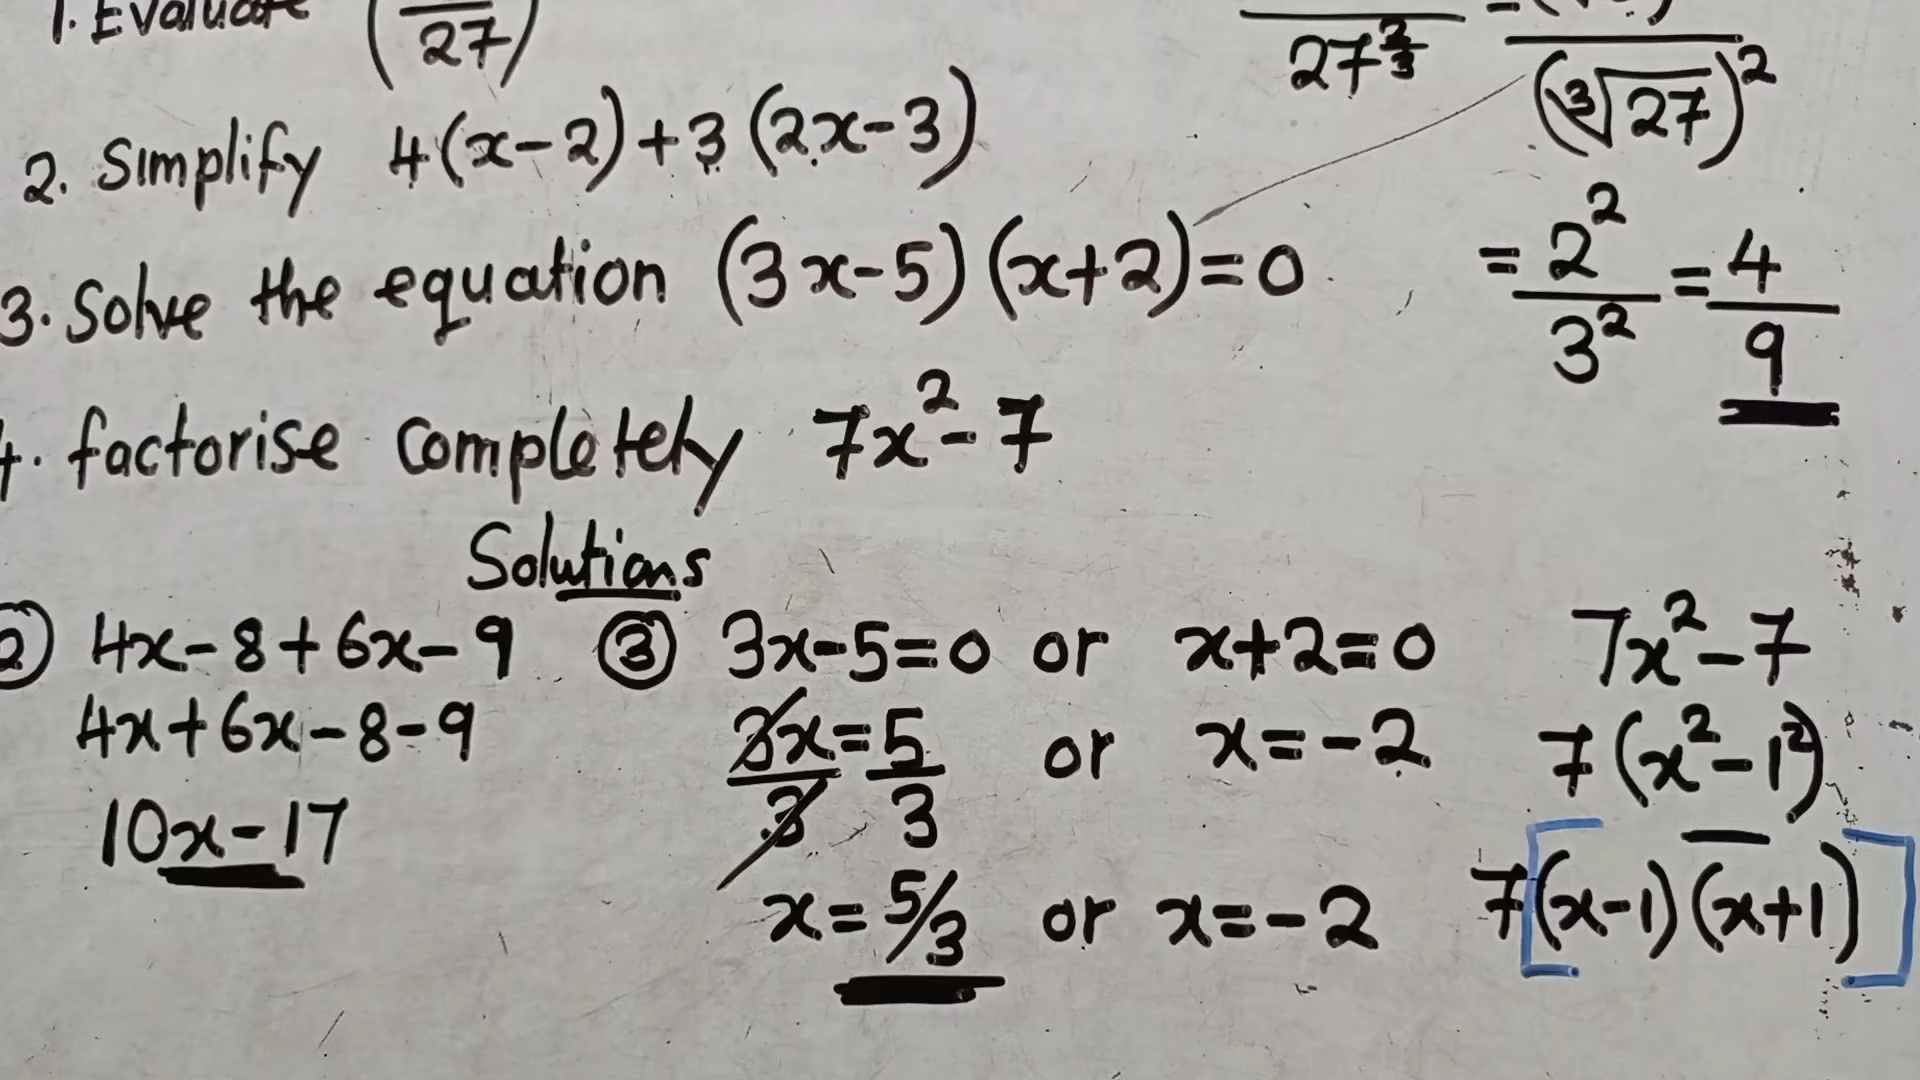 1. Evaluate (—/27)
27^(2/3) = (∛27)²
2. Simplify 4(x-2)+3(2x-3)
3. Solve the equation (3x-5)(x+2)=0
= 2²/3² = 4/9
4. factorise completely 7x²-7
Solutions
② 4x-8+6x-9
4x+6x-8-9
10x-17
③ 3x-5=0 or x+2=0
3x/3=5/3 or x=-2
x=5/3 or x=-2
7x²-7
7(x²-1²)
7[(x-1)(x+1)]